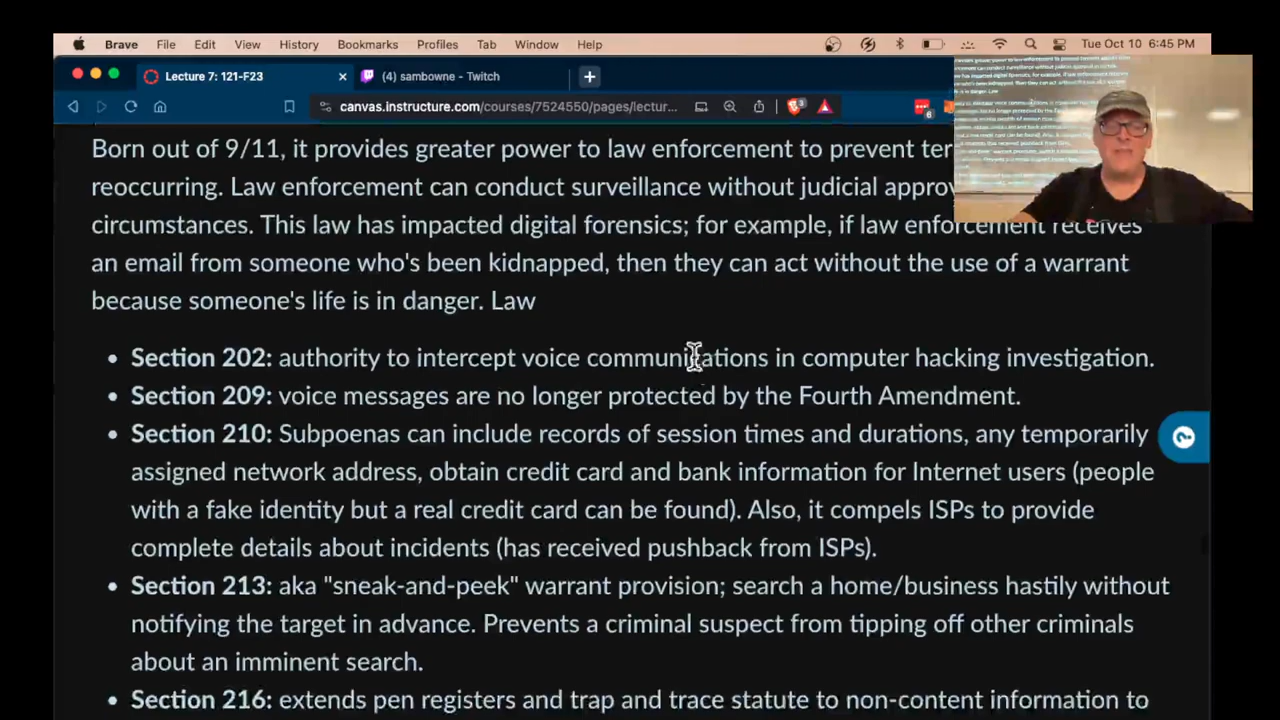 Brave File Edit View History Bookmarks Profiles Tab Window Help Tue Oct 10 6:45 PM
Lecture 7: 121-F23 (4) sambowne - Twitch
canvas.instructure.com/courses/7524550/pages/lectur...
Born out of 9/11, it provides greater power to law enforcement to prevent
reoccurring. Law enforcement can conduct surveillance without judicial
circumstances. This law has impacted digital forensics; for example, if law enforcement receives
an email from someone who's been kidnapped, then they can act without the use of a warrant
because someone's life is in danger. Law
• Section 202: authority to intercept voice communications in computer hacking investigation.
• Section 209: voice messages are no longer protected by the Fourth Amendment.
• Section 210: Subpoenas can include records of session times and durations, any temporarily
assigned network address, obtain credit card and bank information for Internet users (people
with a fake identity but a real credit card can be found). Also, it compels ISPs to provide
complete details about incidents (has received pushback from ISPs).
• Section 213: aka "sneak-and-peek" warrant provision; search a home/business hastily without
notifying the target in advance. Prevents a criminal suspect from tipping off other criminals
about an imminent search.
• Section 216: extends pen registers and trap and trace statute to non-content information to